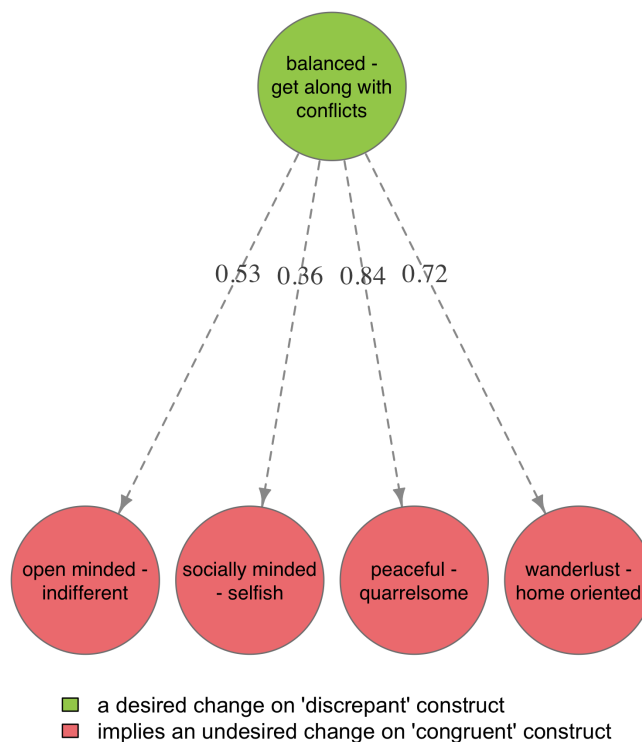 balanced -
get along with
conflicts
0.53
0.36
0.84
0.72
open minded -
indifferent
socially minded
- selfish
peaceful -
quarrelsome
wanderlust -
home oriented
a desired change on 'discrepant' construct
implies an undesired change on 'congruent' construct